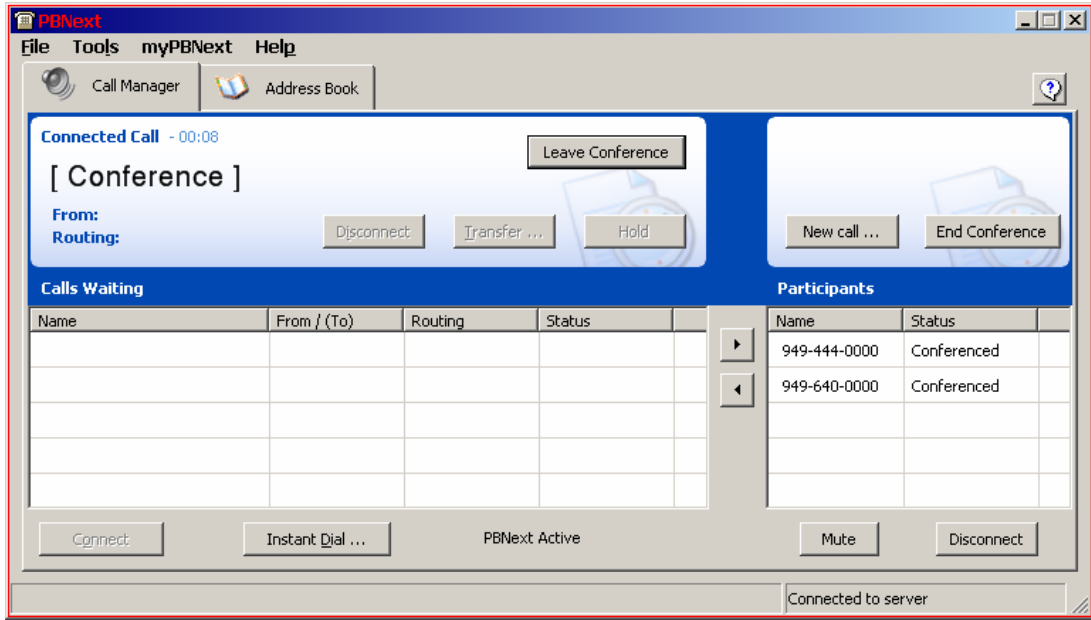 PBNext
File Tools myPBNext Help
Call Manager Address Book
Connected Call - 00:08
Leave Conference
[ Conference ]
From:
Routing:
Disconnect Transfer ... Hold
New call ... End Conference
Calls Waiting
Participants
Name From / (To) Routing Status
Name Status
949-444-0000 Conferenced
949-640-0000 Conferenced
Connect Instant Dial ... PBNext Active Mute Disconnect
Connected to server